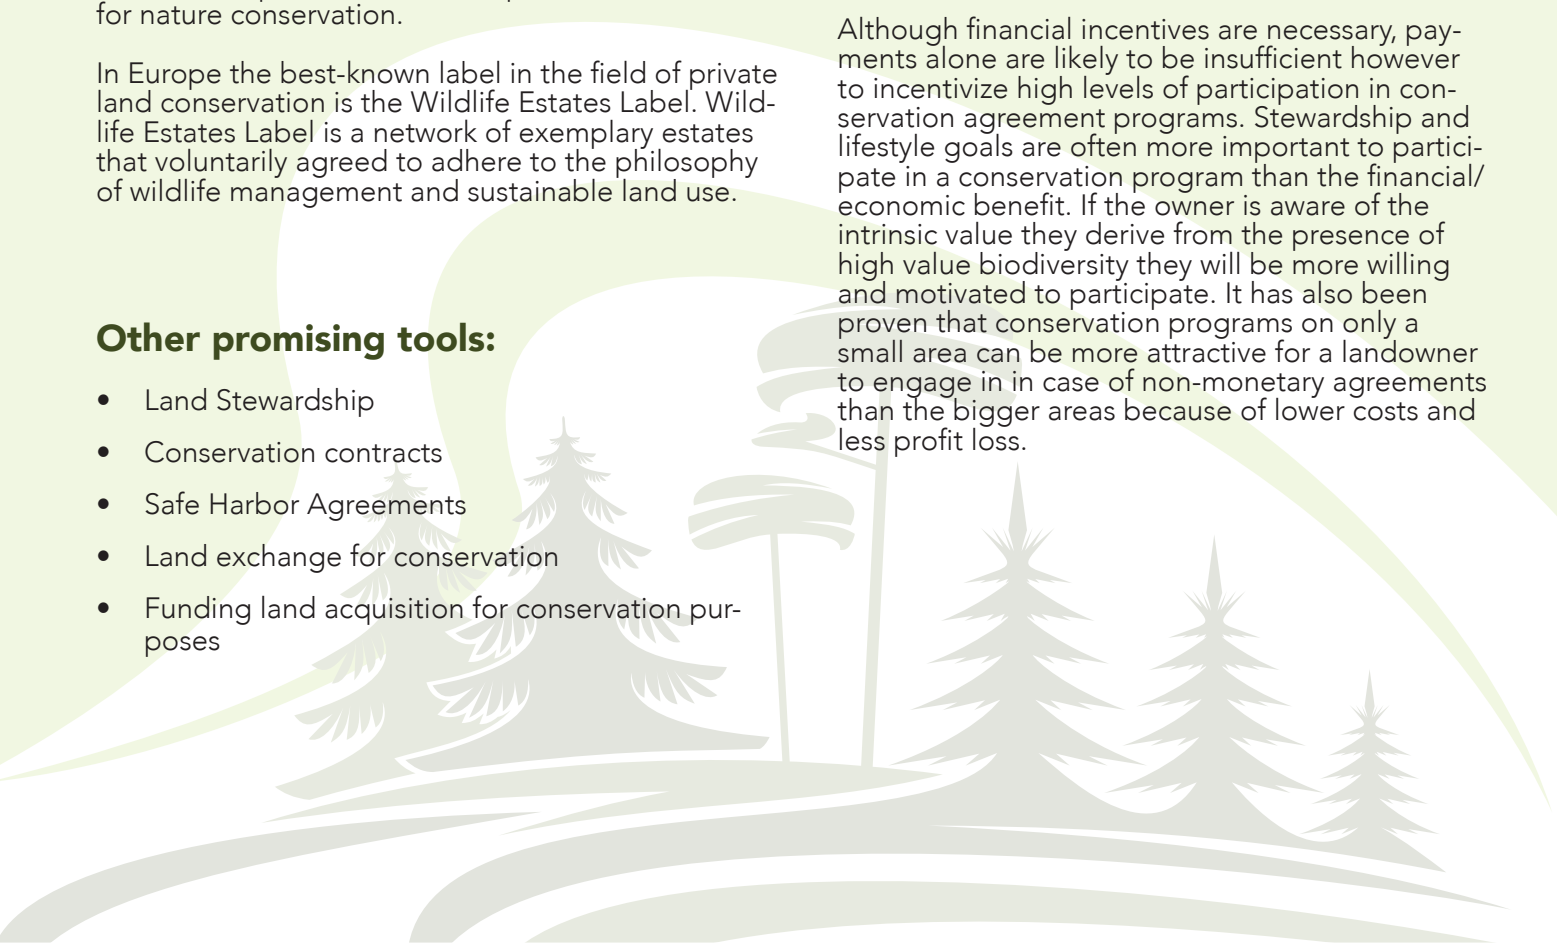 for nature conservation.
In Europe the best-known label in the field of private
land conservation is the Wildlife Estates Label. Wild-
life Estates Label is a network of exemplary estates
that voluntarily agreed to adhere to the philosophy
of wildlife management and sustainable land use.
Other promising tools:
• Land Stewardship
• Conservation contracts
• Safe Harbor Agreements
• Land exchange for conservation
• Funding land acquisition for conservation pur-
poses
Although financial incentives are necessary, pay-
ments alone are likely to be insufficient however
to incentivize high levels of participation in con-
servation agreement programs. Stewardship and
lifestyle goals are often more important to partici-
pate in a conservation program than the financial/
economic benefit. If the owner is aware of the
intrinsic value they derive from the presence of
high value biodiversity they will be more willing
and motivated to participate. It has also been
proven that conservation programs on only a
small area can be more attractive for a landowner
to engage in in case of non-monetary agreements
than the bigger areas because of lower costs and
less profit loss.